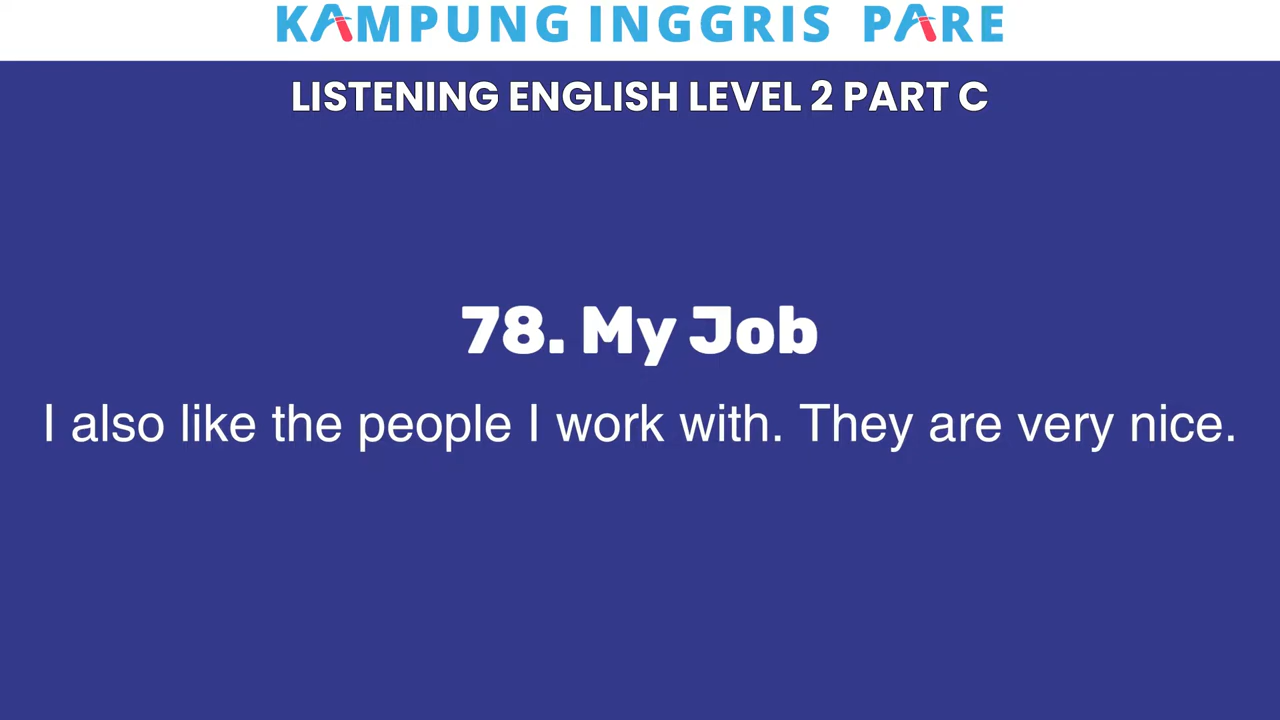 KAMPUNG INGGRIS PARE
LISTENING ENGLISH LEVEL 2 PART C
78. My Job
I also like the people I work with. They are very nice.